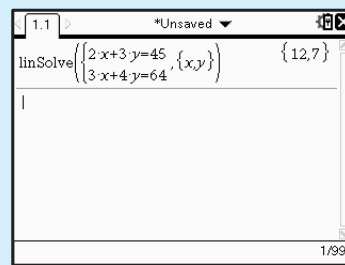 1.1 *Unsaved
linSolve({2·x+3·y=45
3·x+4·y=64,{x,y}) {12,7}
1/99